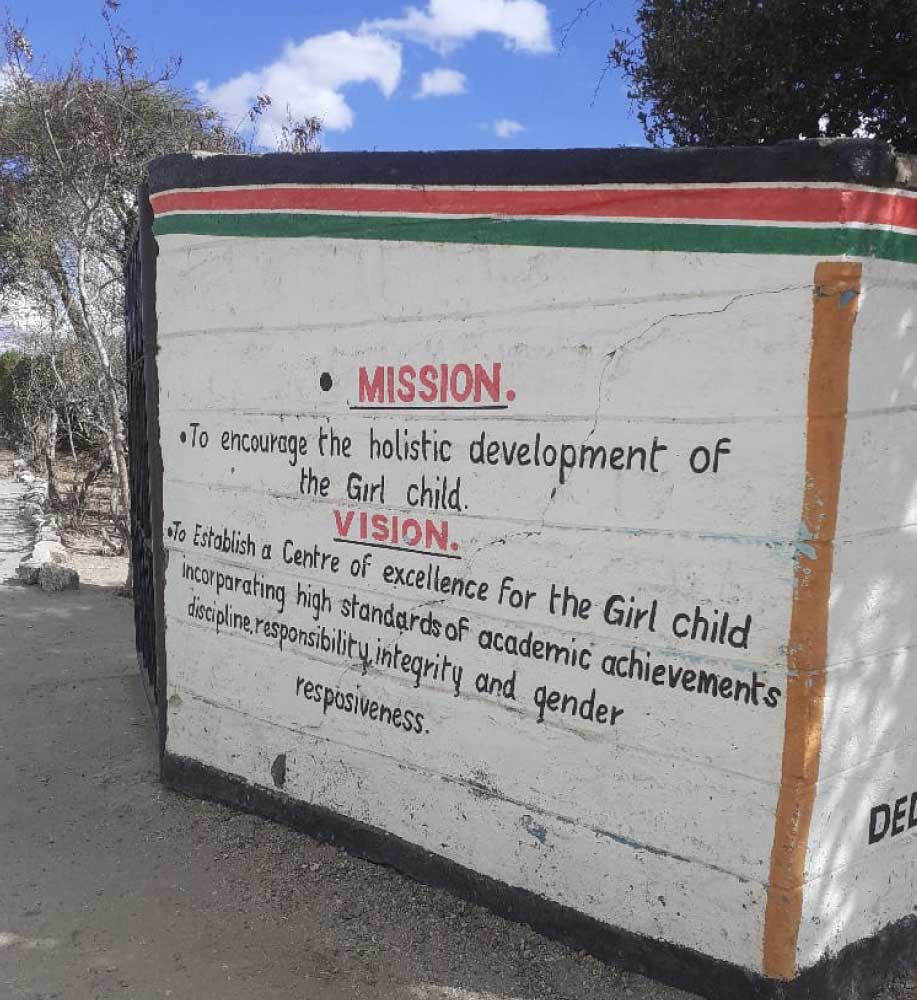 • MISSION.
•To encourage the holistic development of
the Girl child.
VISION.
•To Establish a Centre of excellence For the Girl child
incorparating high standards of academic achievements
discipline, responsibility, integrity and gender
resposiveness.